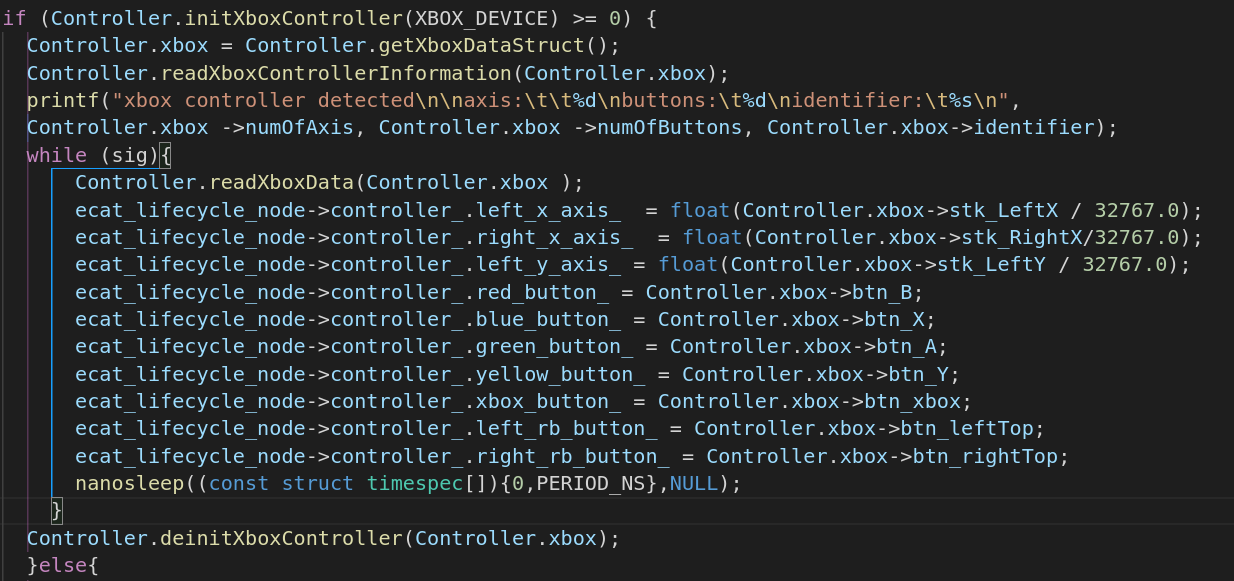 if (Controller.initXboxController(XBOX_DEVICE) >= 0) {
Controller.xbox = Controller.getXboxDataStruct();
Controller.readXboxControllerInformation(Controller.xbox);
printf("xbox controller detected\n\naxis:\t\t%d\nbuttons:\t%d\nidentifier:\t%s\n",
Controller.xbox ->numOfAxis, Controller.xbox ->numOfButtons, Controller.xbox->identifier);
while (sig){
Controller.readXboxData(Controller.xbox );
ecat_lifecycle_node->controller_.left_x_axis_  = float(Controller.xbox->stk_LeftX / 32767.0);
ecat_lifecycle_node->controller_.right_x_axis_  = float(Controller.xbox->stk_RightX/32767.0);
ecat_lifecycle_node->controller_.left_y_axis_ = float(Controller.xbox->stk_LeftY / 32767.0);
ecat_lifecycle_node->controller_.red_button_ = Controller.xbox->btn_B;
ecat_lifecycle_node->controller_.blue_button_ = Controller.xbox->btn_X;
ecat_lifecycle_node->controller_.green_button_ = Controller.xbox->btn_A;
ecat_lifecycle_node->controller_.yellow_button_ = Controller.xbox->btn_Y;
ecat_lifecycle_node->controller_.xbox_button_ = Controller.xbox->btn_xbox;
ecat_lifecycle_node->controller_.left_rb_button_ = Controller.xbox->btn_leftTop;
ecat_lifecycle_node->controller_.right_rb_button_ = Controller.xbox->btn_rightTop;
nanosleep((const struct timespec[]){0,PERIOD_NS},NULL);
}
Controller.deinitXboxController(Controller.xbox);
}else{